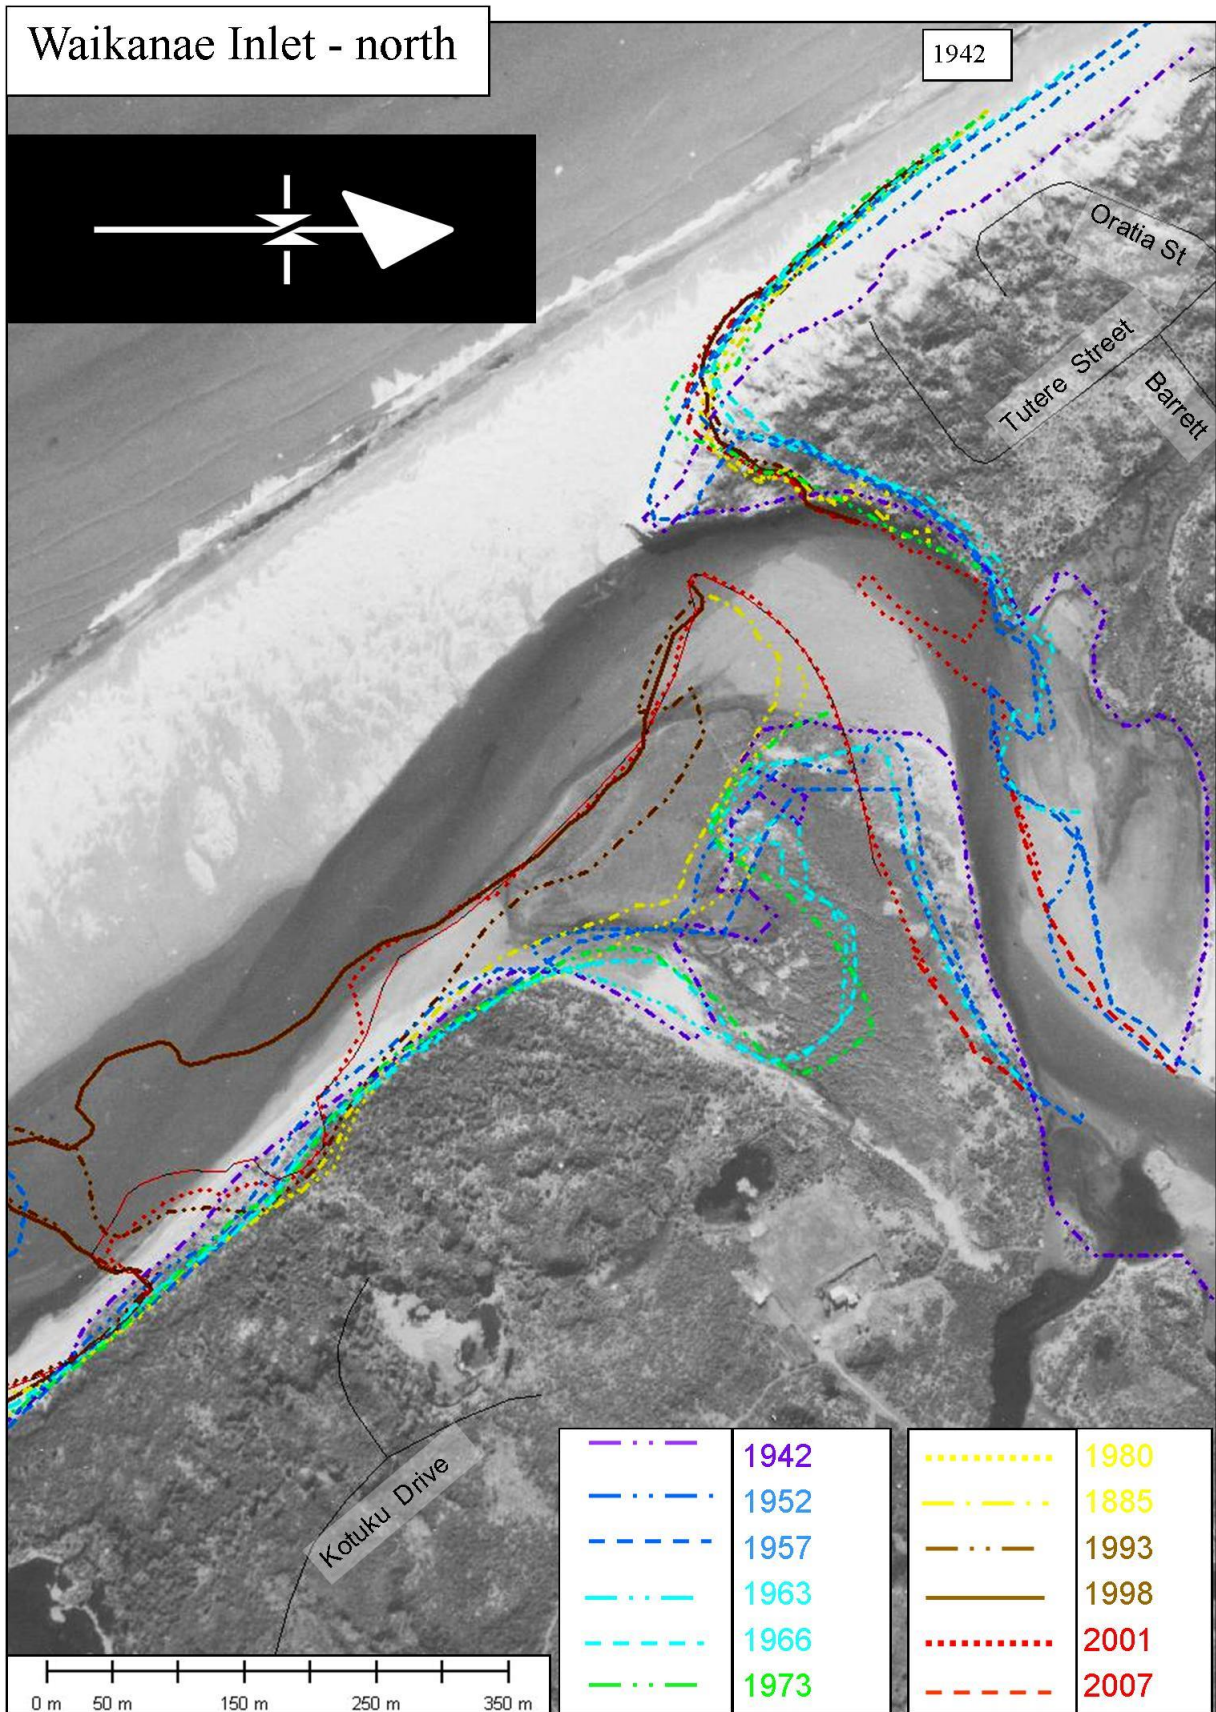 Waikanae Inlet - north
1942
Oratia St
Tutere Street
Barrett
Kotuku Drive
1942
1952
1957
1963
1966
1973
1980
1885
1993
1998
2001
2007
0 m 50 m 150 m 250 m 350 m